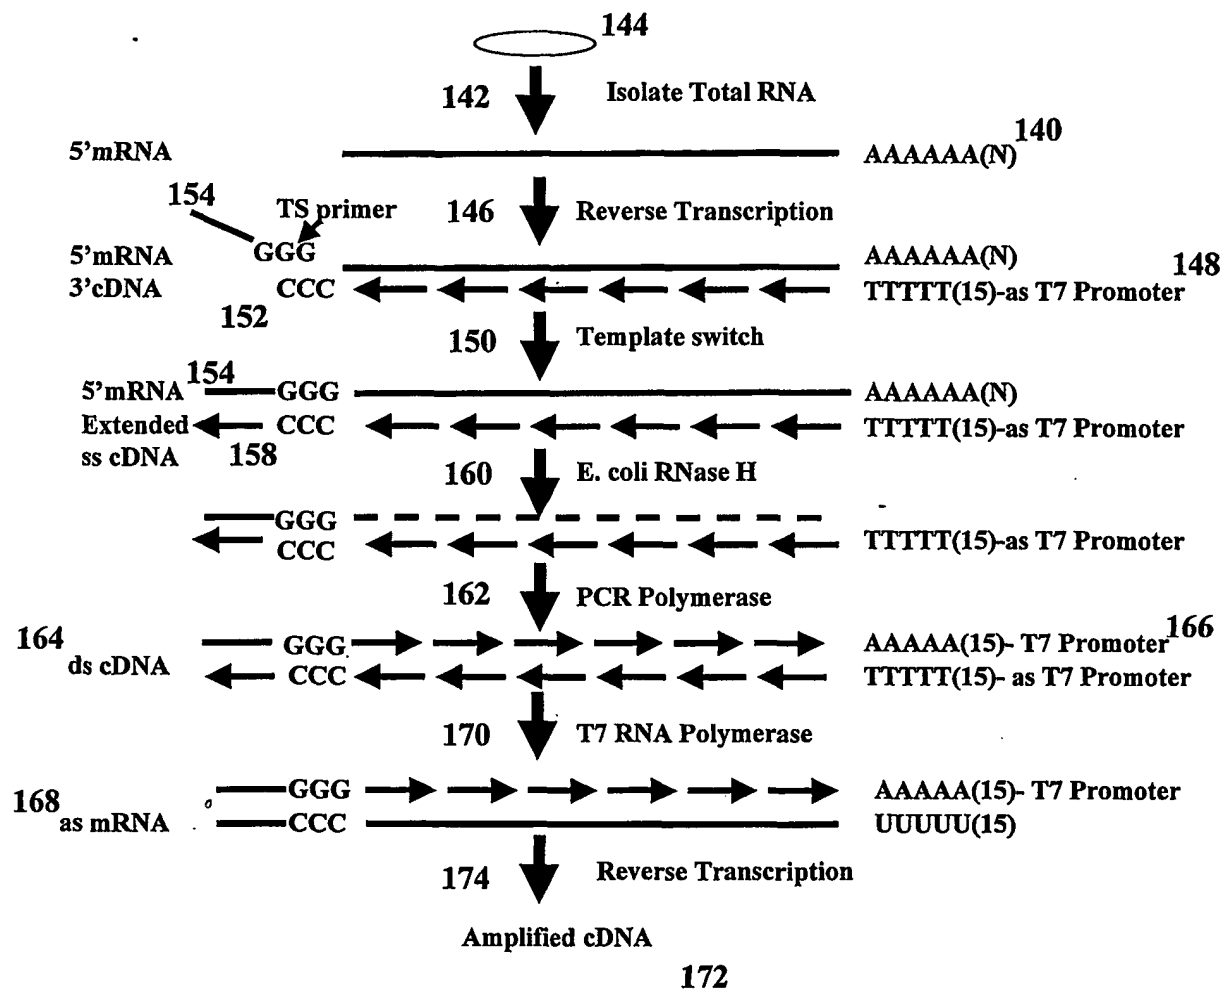 144
142 Isolate Total RNA
140
5'mRNA AAAAAA(N)
154 TS primer 146 Reverse Transcription
GGG
5'mRNA AAAAAA(N)
148
3'cDNA CCC TTTTT(15)-as T7 Promoter
152
150 Template switch
154
5'mRNA GGG AAAAAA(N)
Extended CCC TTTTT(15)-as T7 Promoter
ss cDNA 158
160 E. coli RNase H
GGG
CCC TTTTT(15)-as T7 Promoter
162 PCR Polymerase
164 166
GGG AAAAA(15)- T7 Promoter
ds cDNA
CCC TTTTT(15)- as T7 Promoter
170 T7 RNA Polymerase
GGG AAAAA(15)- T7 Promoter
168
as mRNA CCC UUUUU(15)
174 Reverse Transcription
Amplified cDNA
172